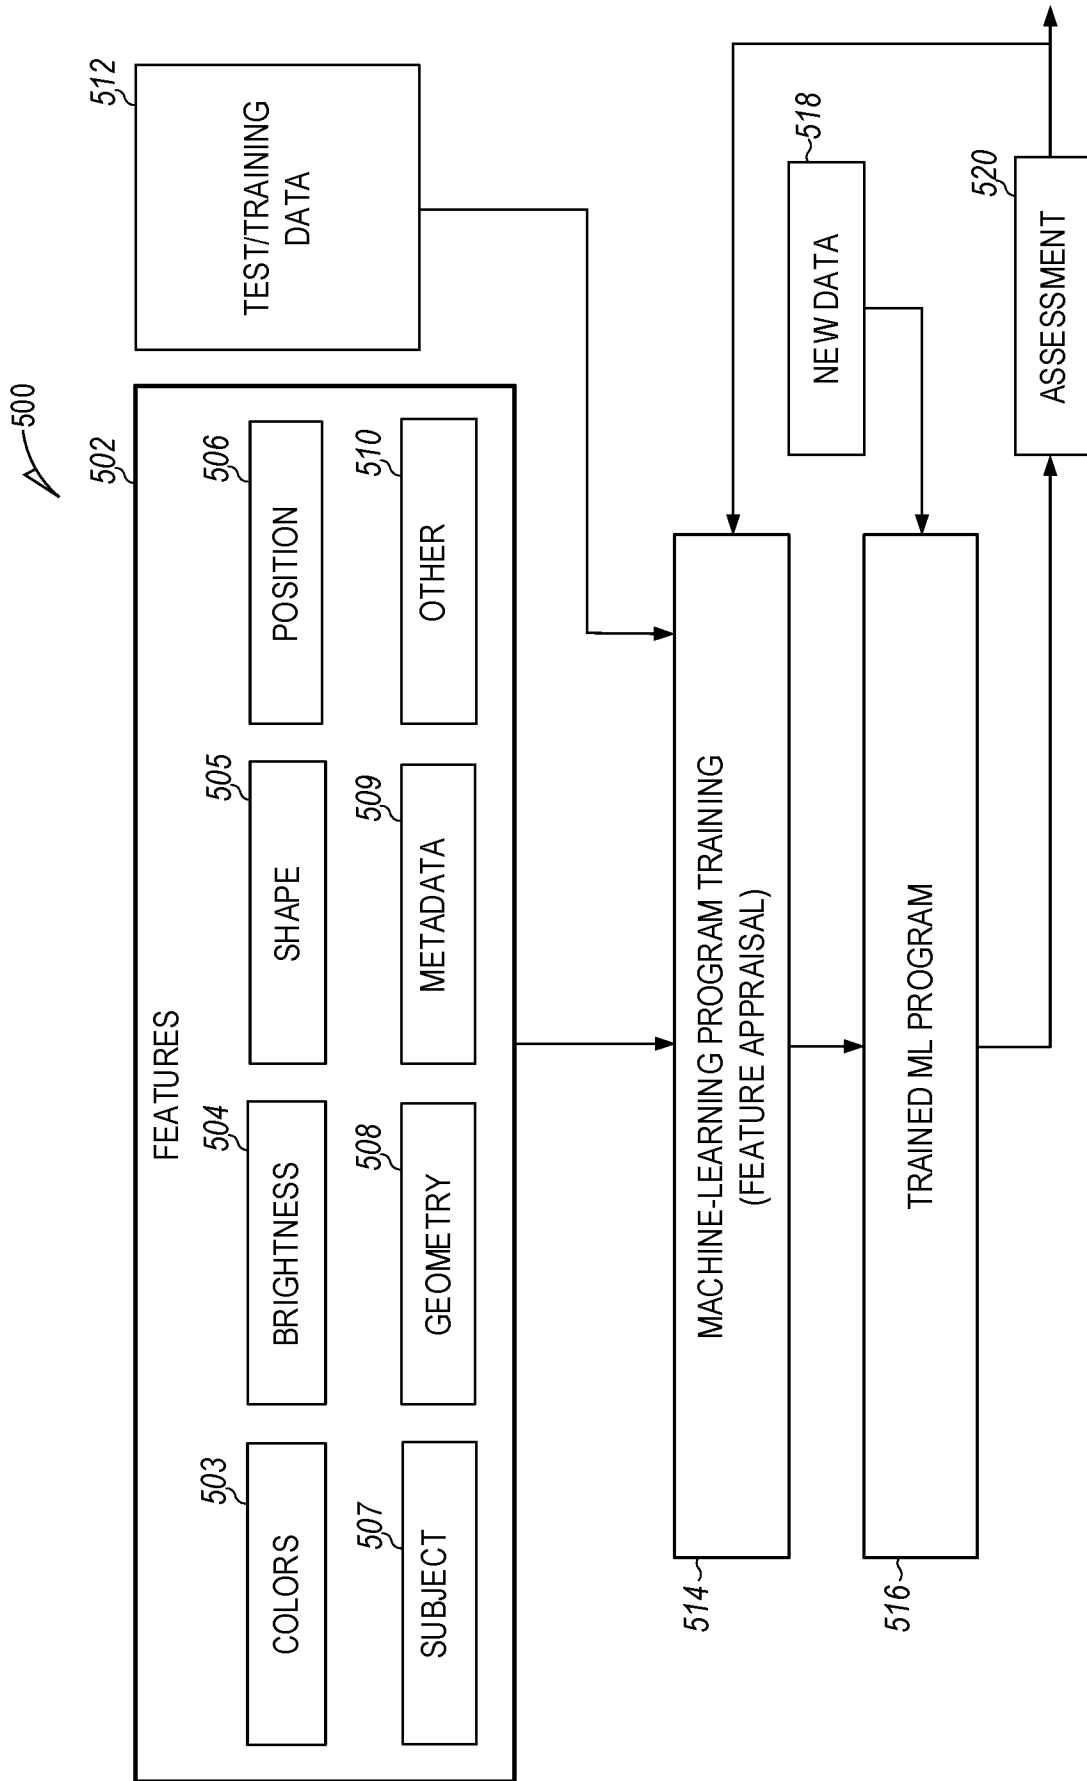 500
502
FEATURES
503
COLORS
504
BRIGHTNESS
505
SHAPE
506
POSITION
507
SUBJECT
508
GEOMETRY
509
METADATA
510
OTHER
512
TEST/TRAINING
DATA
514
MACHINE-LEARNING PROGRAM TRAINING
(FEATURE APPRAISAL)
516
TRAINED ML PROGRAM
518
NEW DATA
520
ASSESSMENT